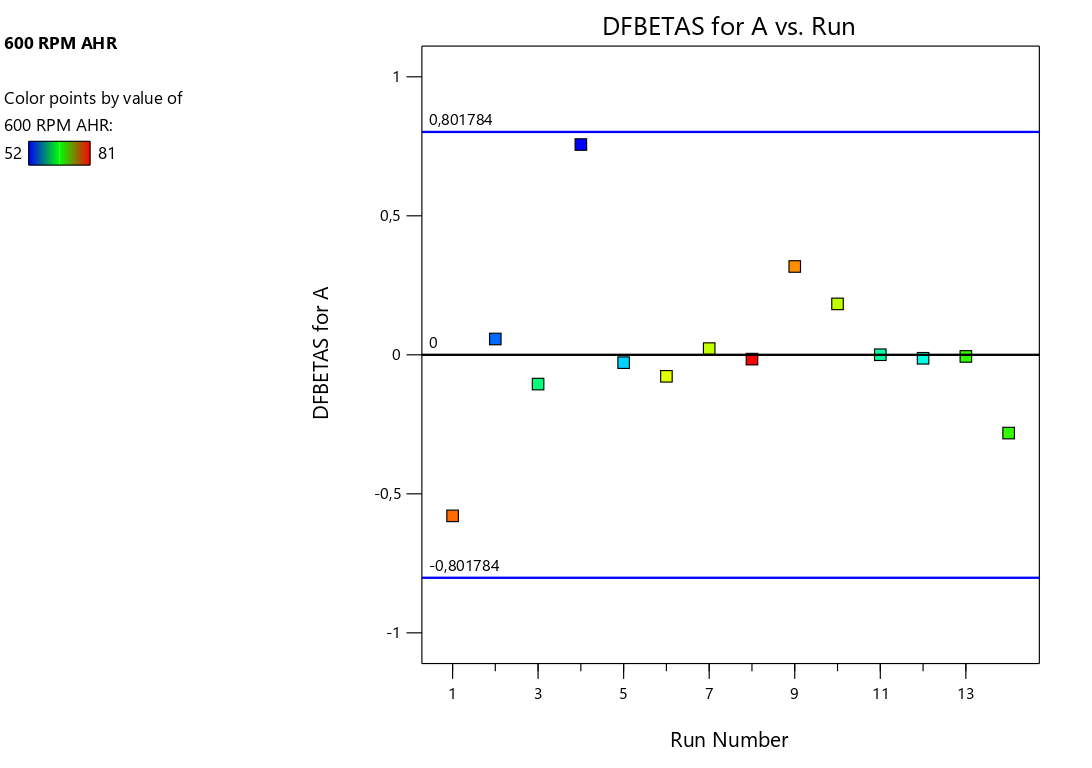 600 RPM AHR
Color points by value of
600 RPM AHR:
52 81
DFBETAS for A vs. Run
DFBETAS for A
1
0,5
0
-0,5
-1
0,801784
0
-0,801784
1 3 5 7 9 11 13
Run Number